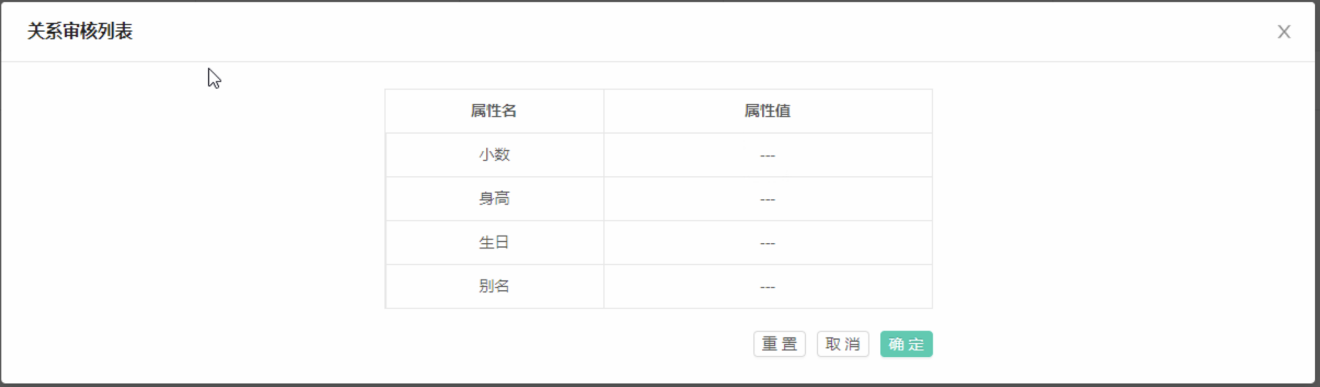 关系审核列表 X
属性名 属性值
小数 ---
身高 ---
生日 ---
别名 ---
重置 取消 确定